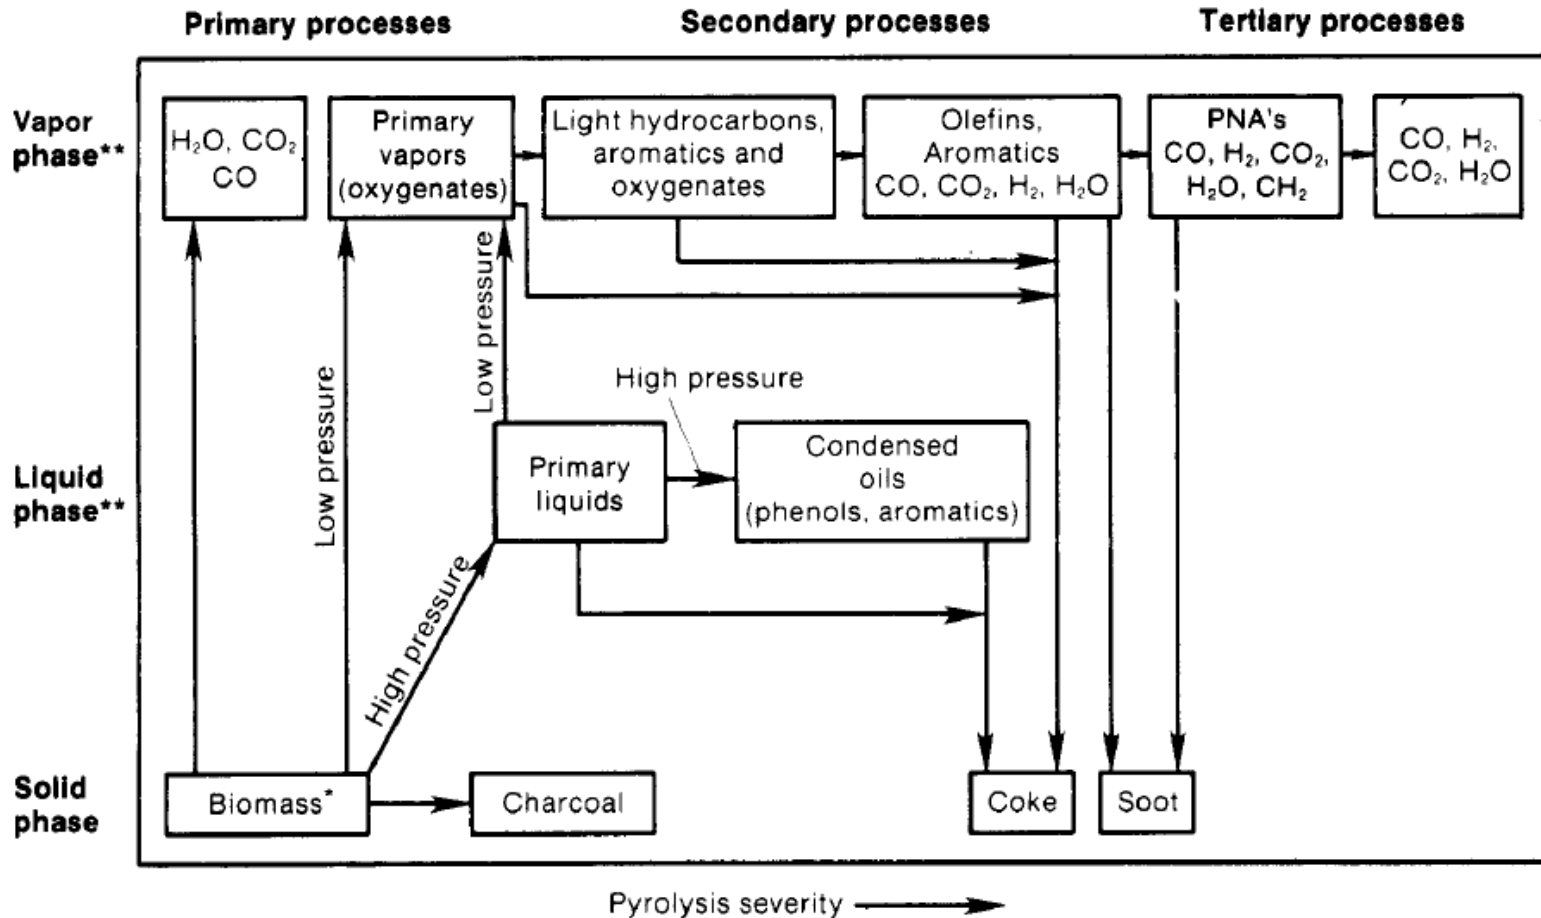 Primary processes
Secondary processes
Tertiary processes
Vapor
phase**
H₂O, CO₂
CO
Primary
vapors
(oxygenates)
Light hydrocarbons,
aromatics and
oxygenates
Olefins,
Aromatics
CO, CO₂, H₂, H₂O
PNA's
CO, H₂, CO₂,
H₂O, CH₂
CO, H₂,
CO₂, H₂O
Low pressure
Low pressure
High pressure
High pressure
Liquid
phase**
Primary
liquids
Condensed
oils
(phenols, aromatics)
Solid
phase
Biomass*
Charcoal
Coke
Soot
Pyrolysis severity